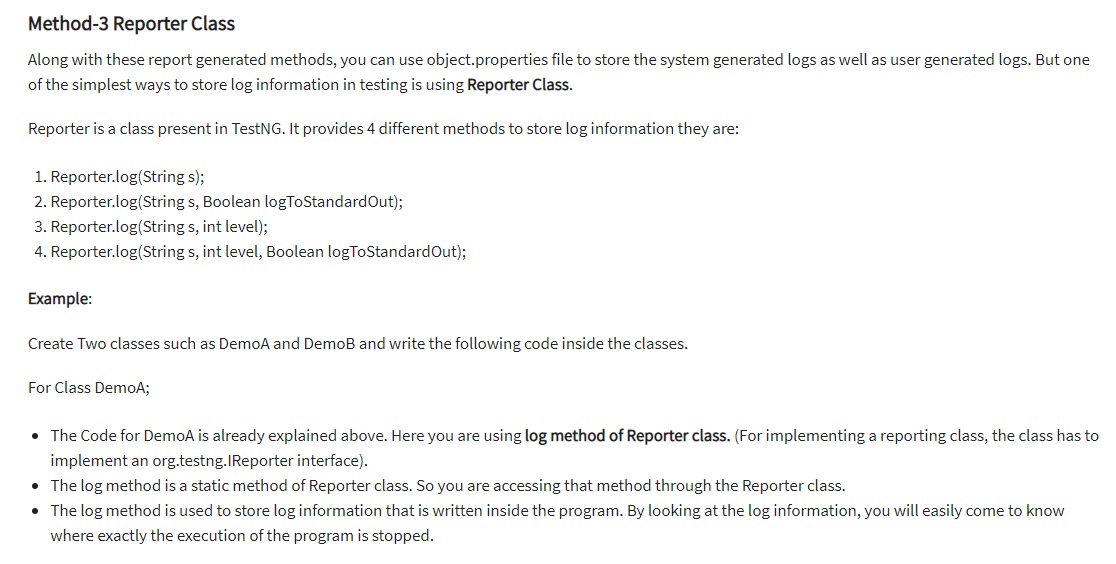 Method-3 Reporter Class
Along with these report generated methods, you can use object.properties file to store the system generated logs as well as user generated logs. But one
of the simplest ways to store log information in testing is using Reporter Class.
Reporter is a class present in TestNG. It provides 4 different methods to store log information they are:
1. Reporter.log(String s);
2. Reporter.log(String s, Boolean logToStandardOut);
3. Reporter.log(String s, int level);
4. Reporter.log(String s, int level, Boolean logToStandardOut);
Example:
Create Two classes such as DemoA and DemoB and write the following code inside the classes.
For Class DemoA;
• The Code for DemoA is already explained above. Here you are using log method of Reporter class. (For implementing a reporting class, the class has to
implement an org.testng.IReporter interface).
• The log method is a static method of Reporter class. So you are accessing that method through the Reporter class.
• The log method is used to store log information that is written inside the program. By looking at the log information, you will easily come to know
where exactly the execution of the program is stopped.